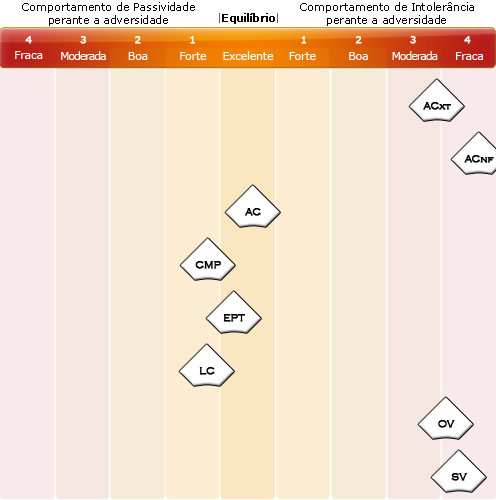 Comportamento de Passividade
perante a adversidade
|Equilíbrio|
Comportamento de Intolerância
perante a adversidade
4 3 2 1 1 2 3 4
Fraca Moderada Boa Forte Excelente Forte Boa Moderada Fraca
ACXT
ACNF
AC
CMP
EPT
LC
OV
SV